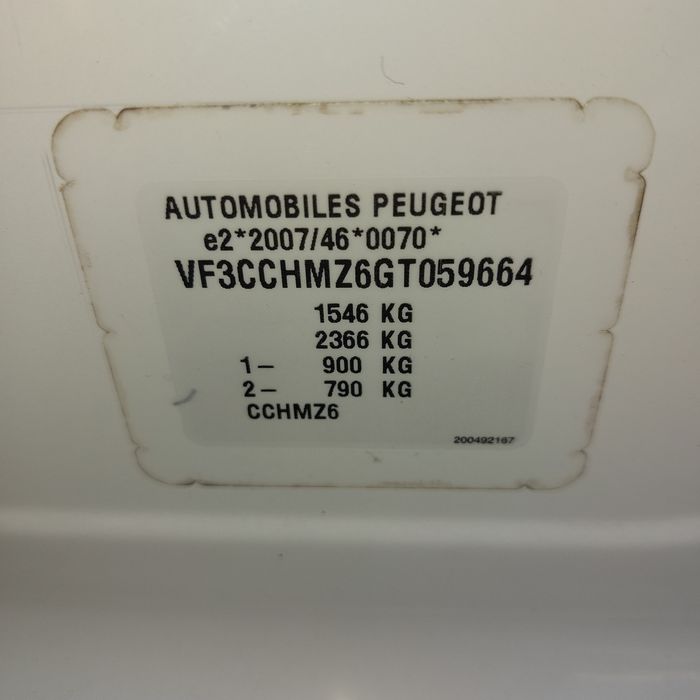 AUTOMOBILES PEUGEOT
e2*2007/46*0070*
VF3CCHMZ6GT059664
1546 KG
2366 KG
1- 900 KG
2- 790 KG
CCHMZ6
200492167